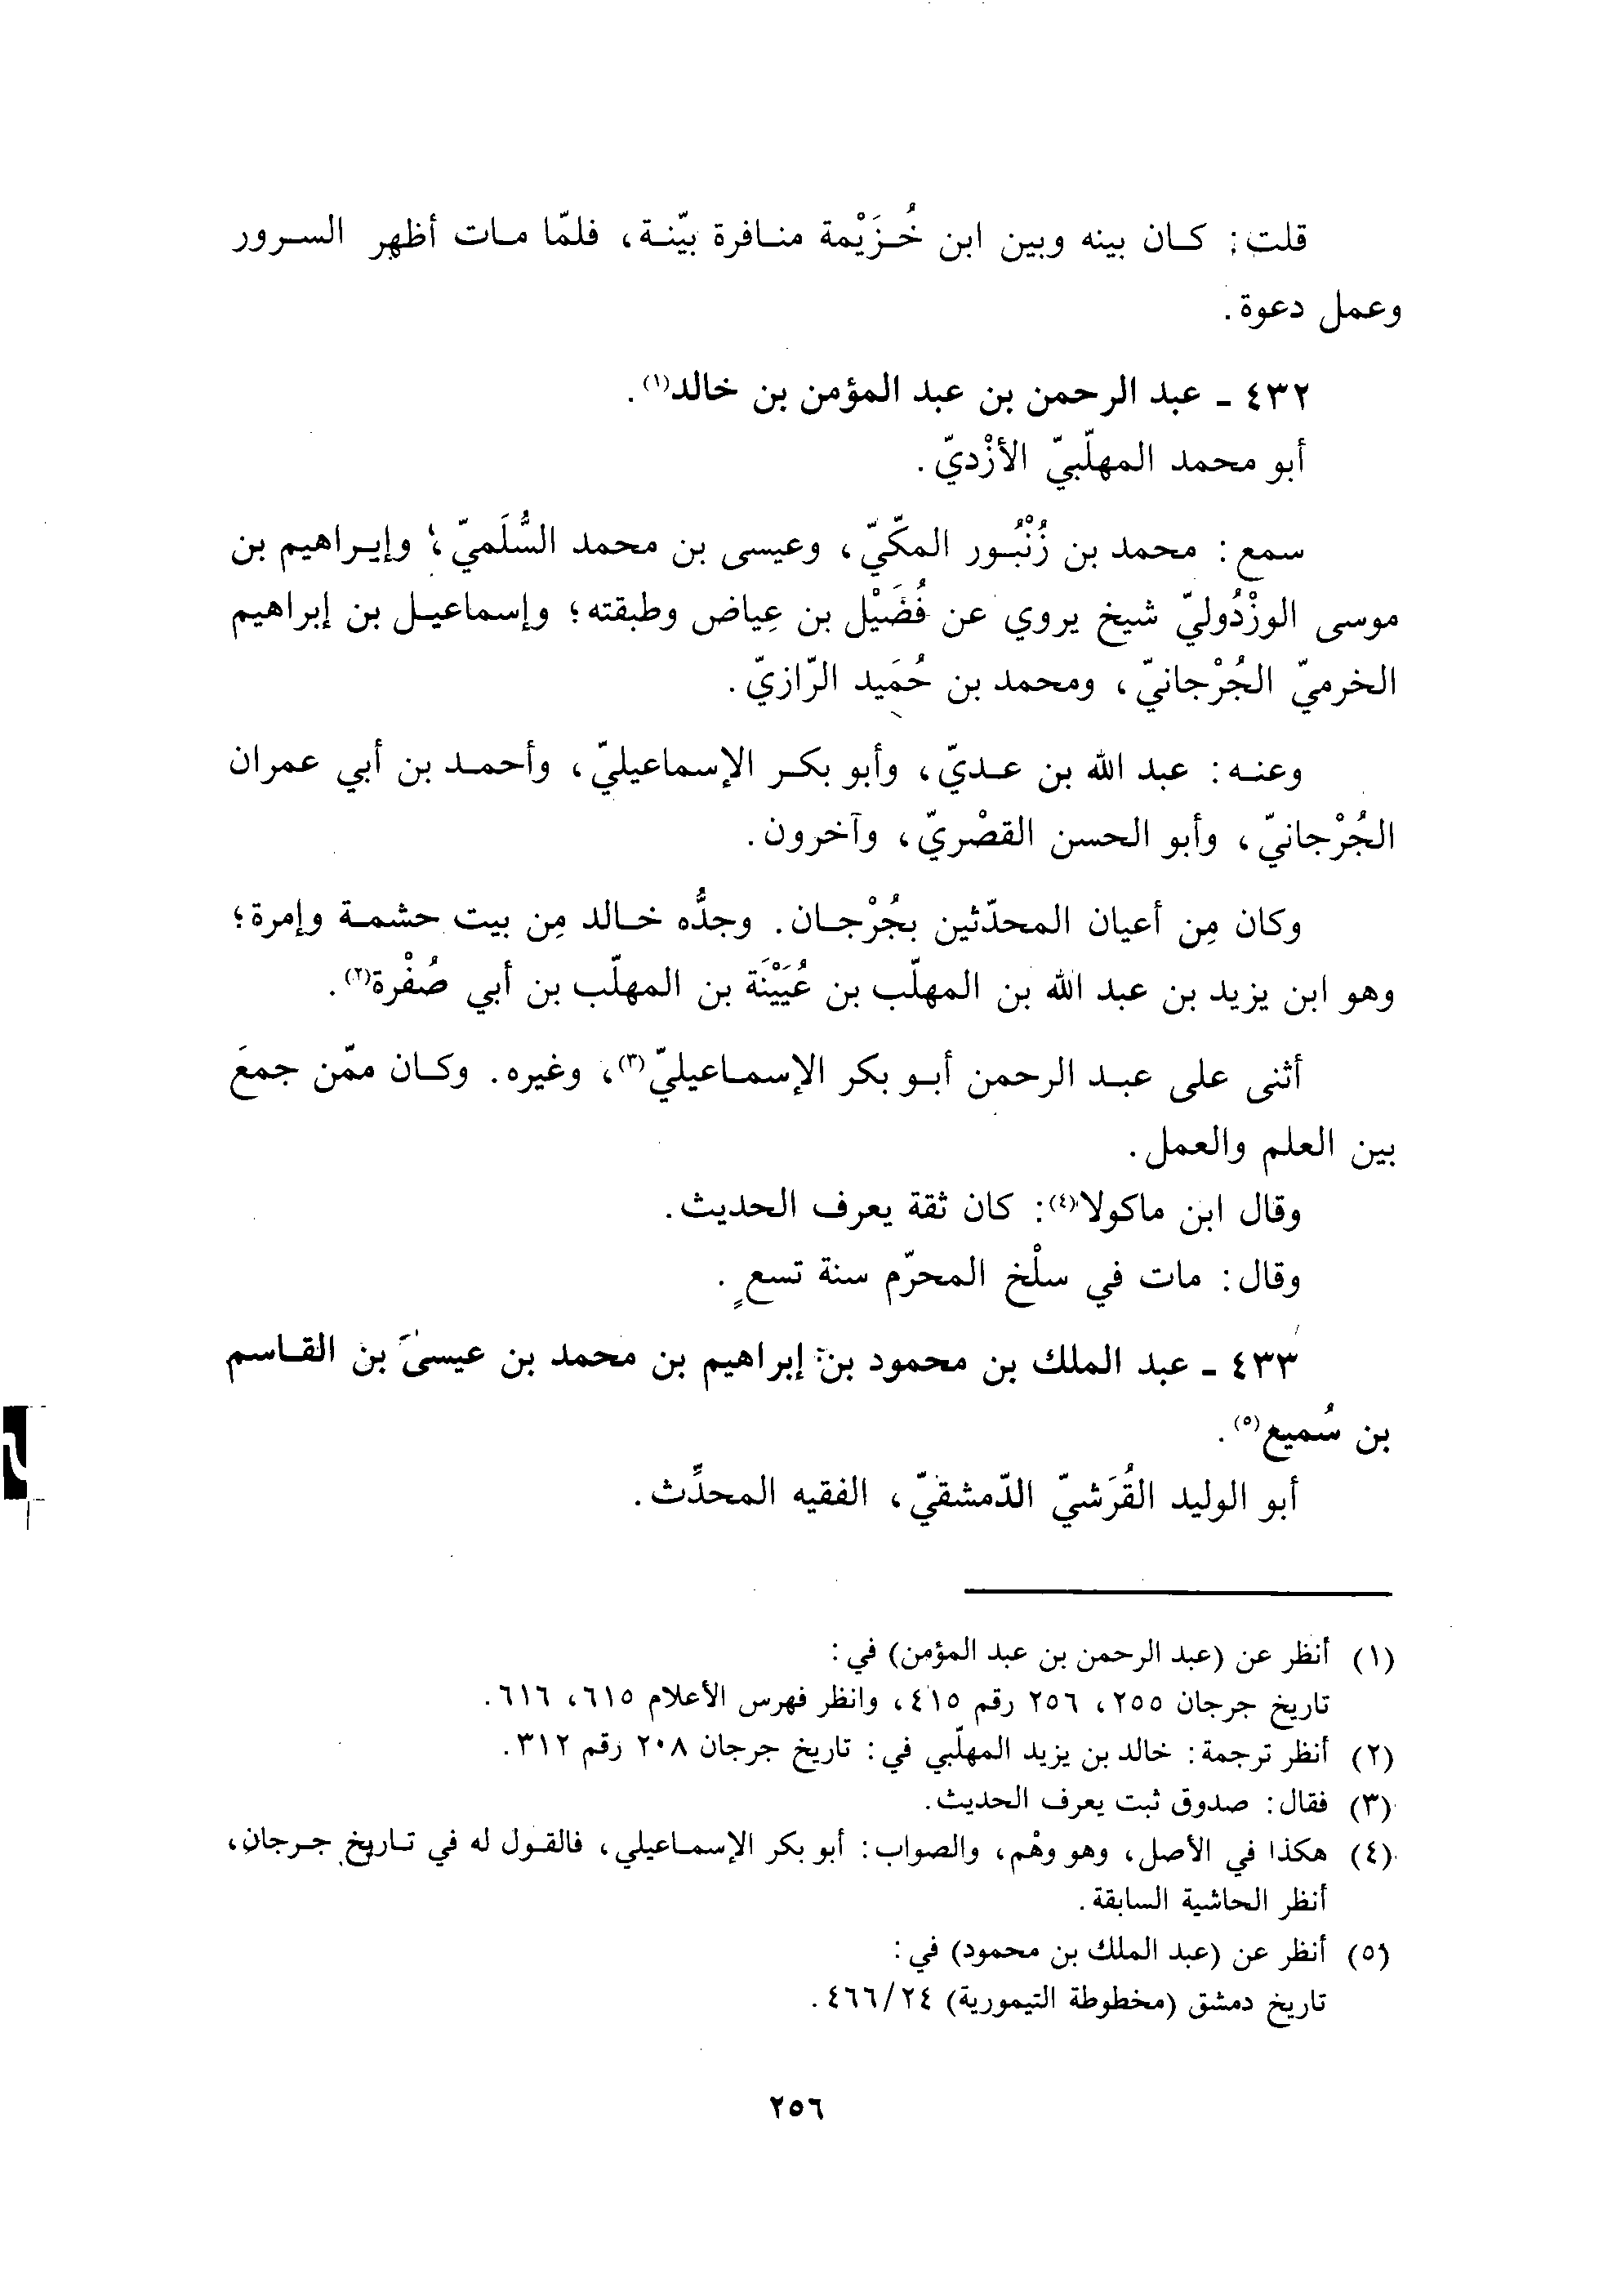 قلت: كان بينه وبين ابن خُزَيْمة منافرة بيّنة، فلمّا مات أظهر السرور
وعمل دعوة.
٤٣٢ - عبد الرحمن بن عبد المؤمن بن خالد(١).
أبو محمد المهلّبيّ الأزْديّ.
سمع: محمد بن زُنْبُور المكّيّ، وعيسى بن محمد السُّلَميّ، وإبراهيم بن
موسى الوزْدُوليّ شيخ يروي عن فُضَيْل بن عِياض وطبقته؛ وإسماعيل بن إبراهيم
الخرميّ الجُرْجانيّ، ومحمد بن حُمَيد الرّازيّ.
وعنه: عبد الله بن عديّ، وأبو بكر الإسماعيليّ، وأحمد بن أبي عمران
الجُرْجانيّ، وأبو الحسن القصْريّ، وآخرون.
وكان مِن أعيان المحدّثين بجُرْجان. وجدُّه خالد مِن بيت حشمة وإمرة؛
وهو ابن يزيد بن عبد الله بن المهلّب بن عُيَيْنَة بن المهلّب بن أبي صُفْرة(٢).
أثنى على عبد الرحمن أبو بكر الإسماعيليّ(٣)، وغيره. وكان ممّن جمعَ
بين العلم والعمل.
وقال ابن ماكولا(٤): كان ثقة يعرف الحديث.
وقال: مات في سلْخ المحرّم سنة تسعٍ.
٤٣٣ - عبد الملك بن محمود بن إبراهيم بن محمد بن عيسىٰ بن القاسم
بن سُميع(٥).
أبو الوليد القُرَشيّ الدّمشقيّ، الفقيه المحدِّث.
(١) أنظر عن (عبد الرحمن بن عبد المؤمن) في:
تاريخ جرجان ٢٥٥، ٢٥٦ رقم ٤١٥، وانظر فهرس الأعلام ٦١٥، ٦١٦.
(٢) أنظر ترجمة: خالد بن يزيد المهلّبي في: تاريخ جرجان ٢٠٨ رقم ٣١٢.
(٣) فقال: صدوق ثبت يعرف الحديث.
(٤) هكذا في الأصل، وهو وهْم، والصواب: أبو بكر الإسماعيلي، فالقول له في تاريخ جرجان،
أنظر الحاشية السابقة.
(٥) أنظر عن (عبد الملك بن محمود) في:
تاريخ دمشق (مخطوطة التيمورية) ٤٦٦/٢٤.
٢٥٦